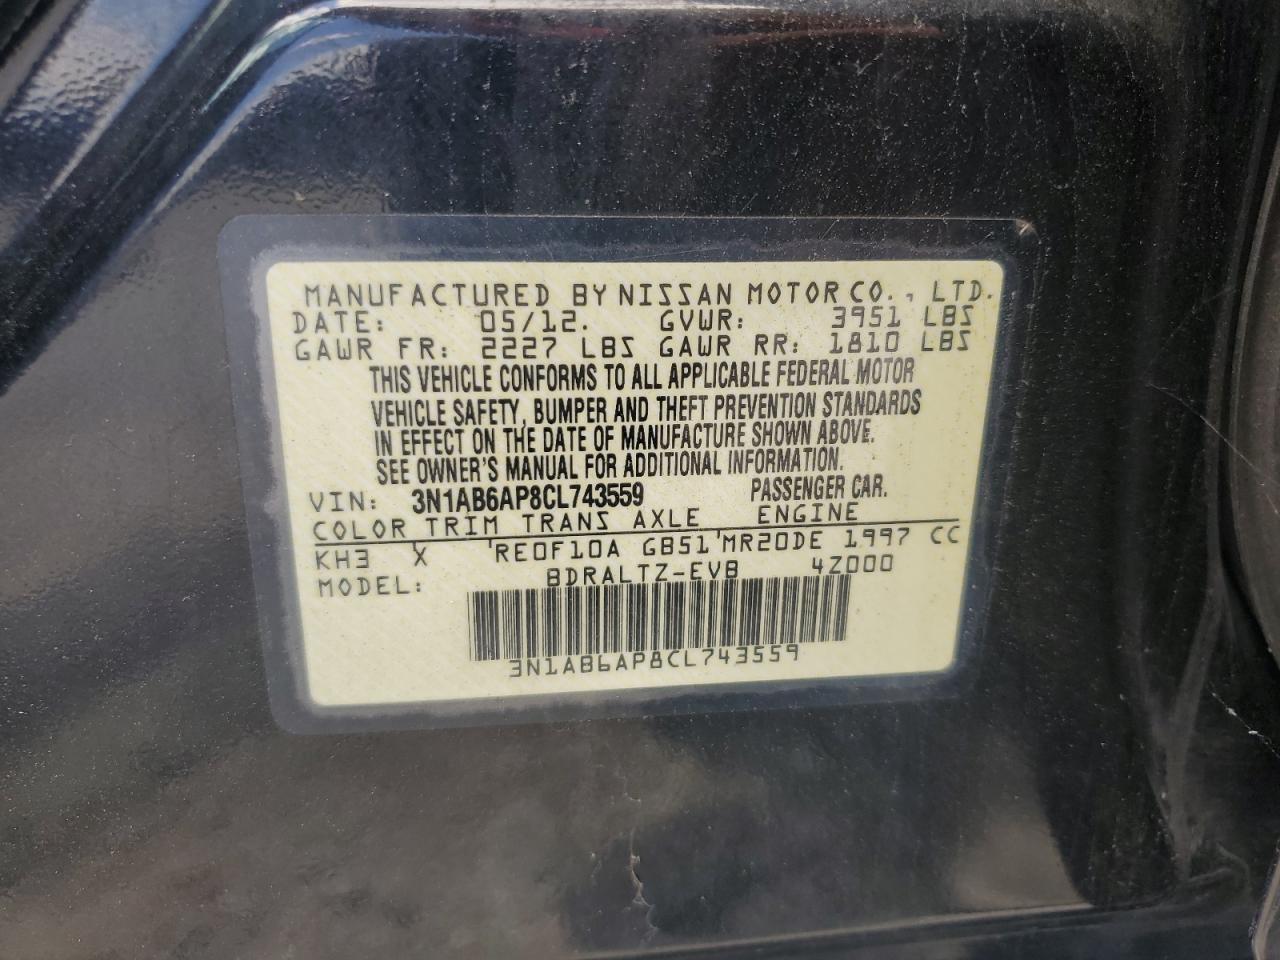 MANUFACTURED BY NISSAN MOTOR CO., LTD.
DATE: 05/12. GVWR: 3951 LBS
GAWR FR: 2227 LBS GAWR RR: 1810 LBS
THIS VEHICLE CONFORMS TO ALL APPLICABLE FEDERAL MOTOR
VEHICLE SAFETY, BUMPER AND THEFT PREVENTION STANDARDS
IN EFFECT ON THE DATE OF MANUFACTURE SHOWN ABOVE.
SEE OWNER'S MANUAL FOR ADDITIONAL INFORMATION.
VIN: 3N1AB6AP8CL743559 PASSENGER CAR.
COLOR TRIM TRANS AXLE ENGINE
KH3 X RE0F10A GB51 MR20DE 1997 CC
MODEL: BDRALTZ-EVB 4Z000
3N1AB6AP8CL743559